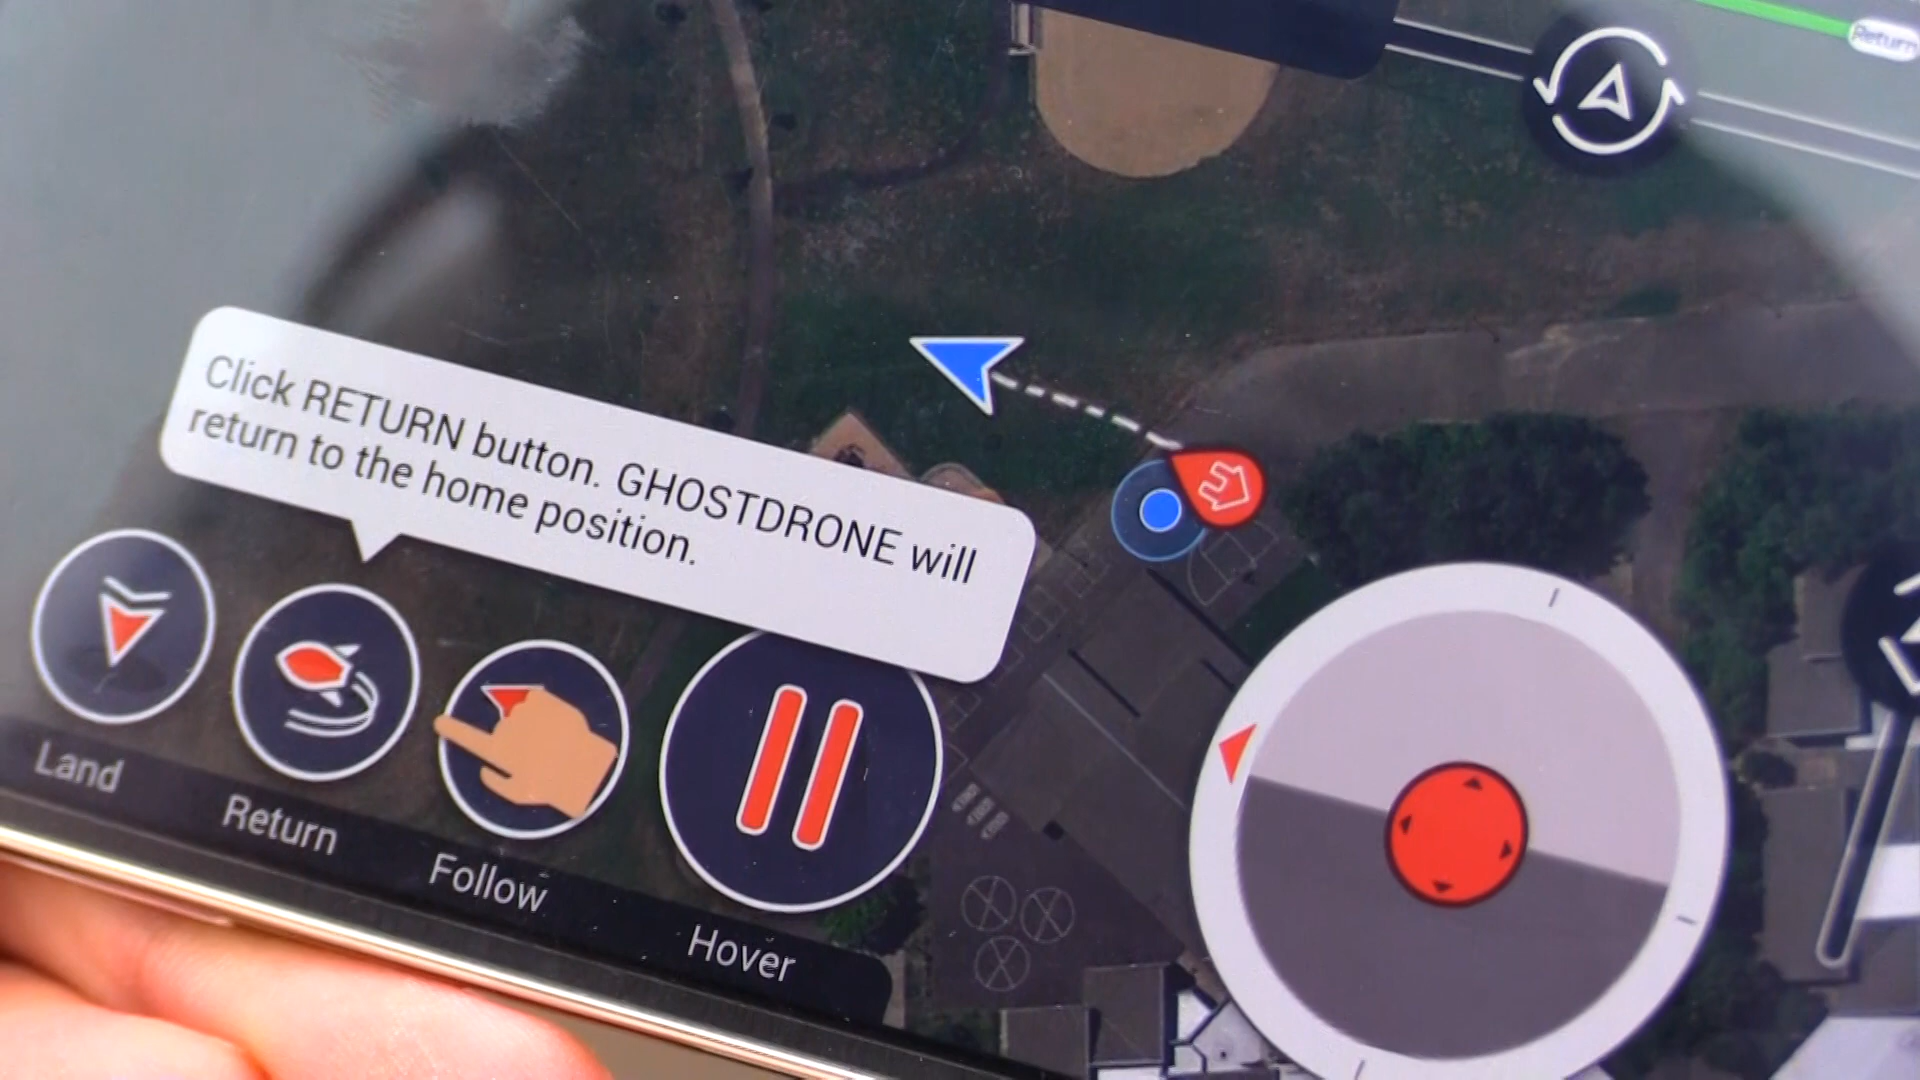 Return
Click RETURN button. GHOSTDRONE will
return to the home position.
Land
Return
Follow
Hover